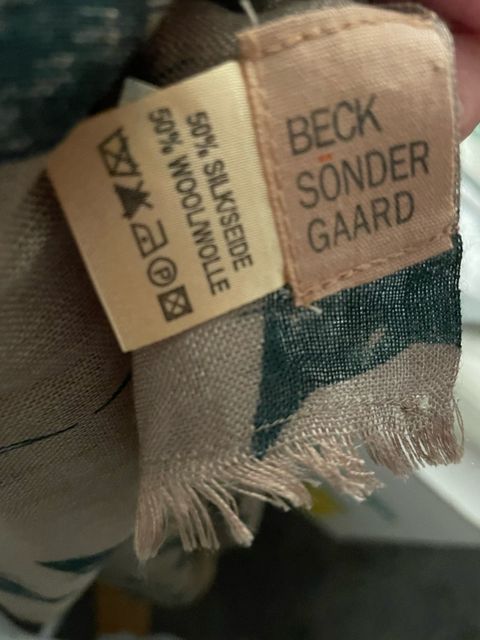 BECK
SÖNDER
GAARD
50% SILK/SEIDE
50% WOOL/WOLLE
P